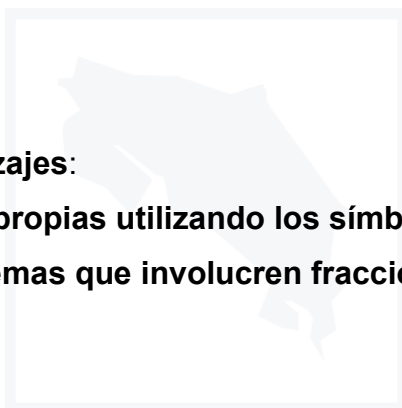 zajes:
propias utilizando los símb
emas que involucren fracci